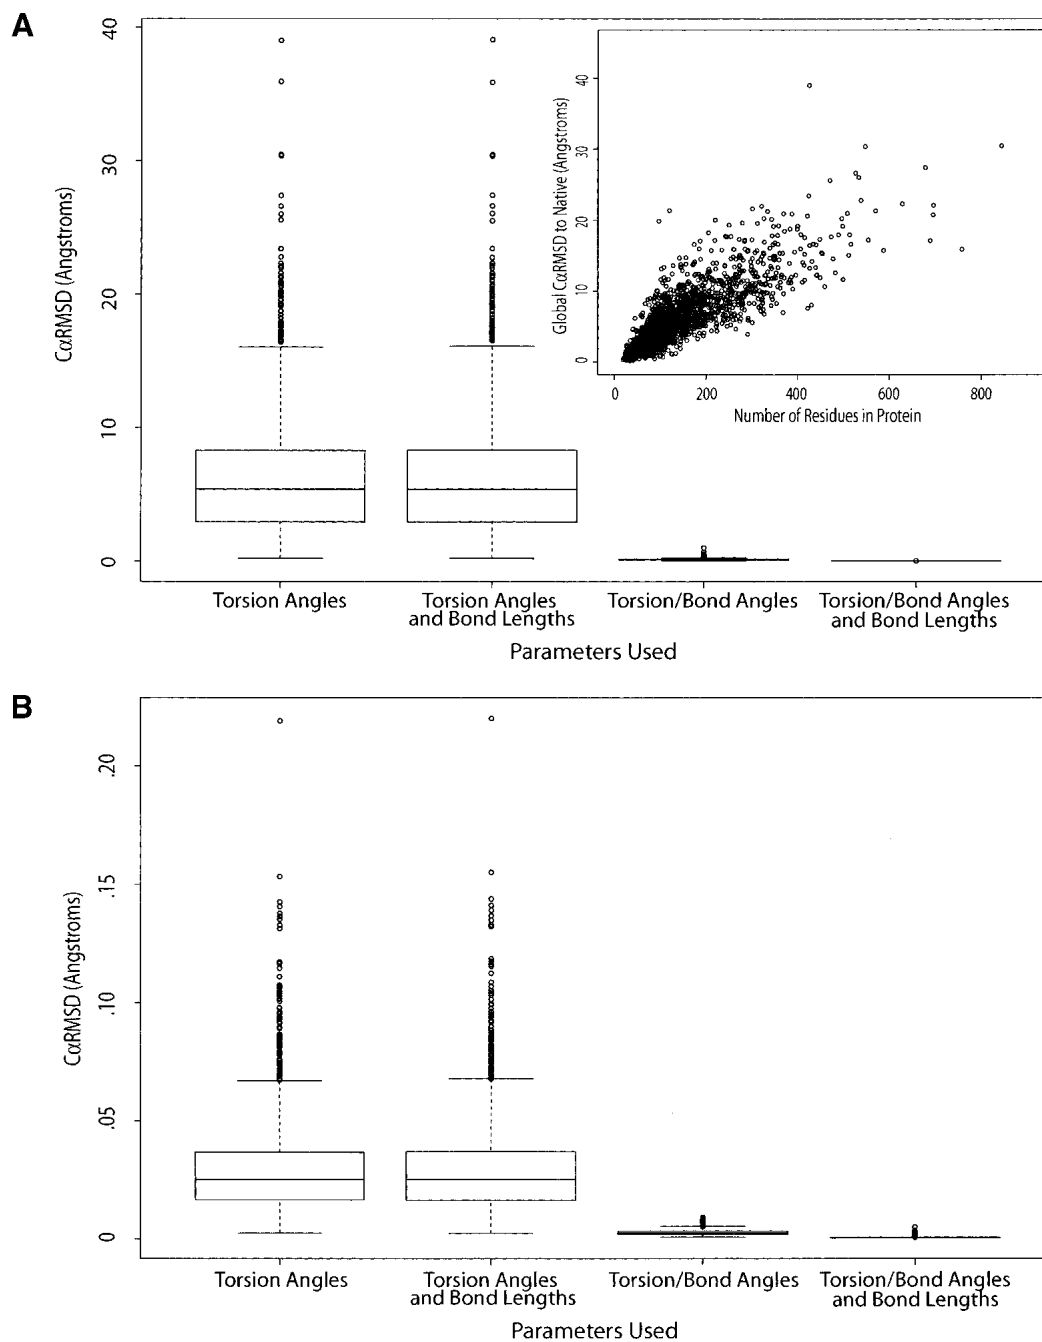 A
40
30
20
10
0
CαRMSD (Angstroms)
40
30
20
10
0
Global CαRMSD to Native (Angstroms)
0 200 400 600 800
Number of Residues in Protein
Torsion Angles
Torsion Angles
and Bond Lengths
Torsion/Bond Angles
Torsion/Bond Angles
and Bond Lengths
Parameters Used
B
.20
.15
.10
.05
0
CαRMSD (Angstroms)
Torsion Angles
Torsion Angles
and Bond Lengths
Torsion/Bond Angles
Torsion/Bond Angles
and Bond Lengths
Parameters Used